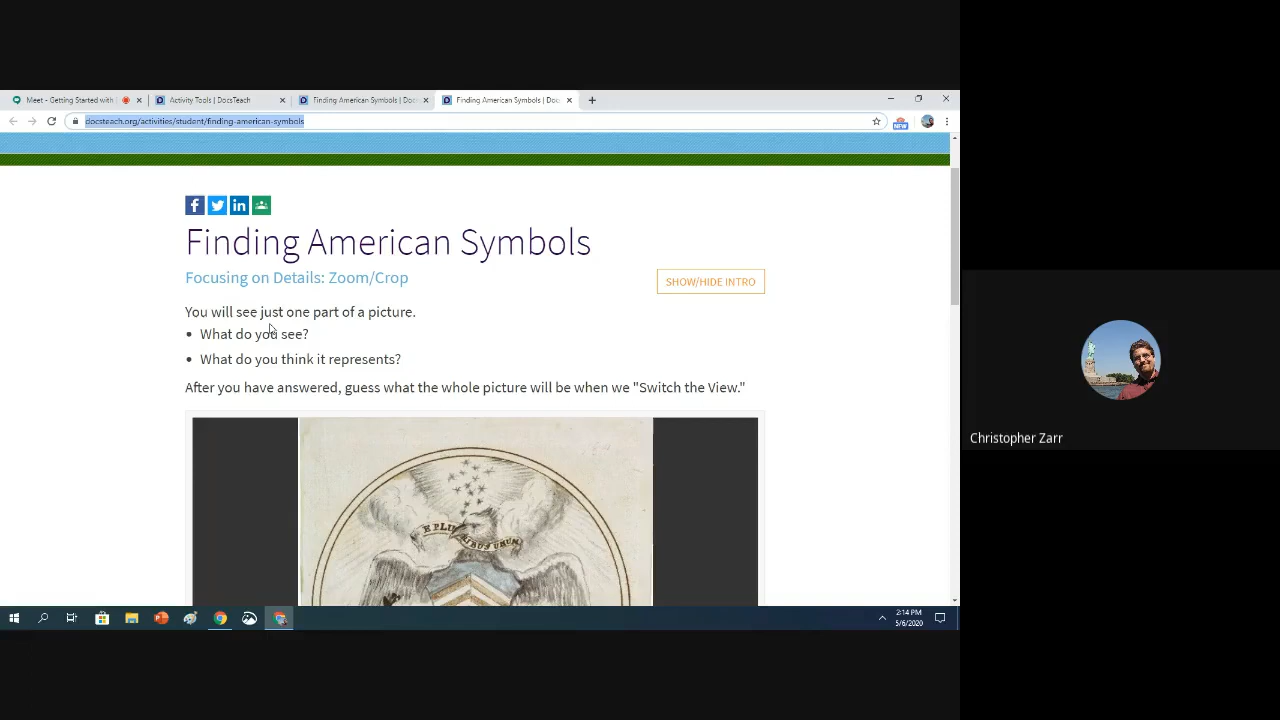 Meet - Getting Started with
Activity Tools | DocsTeach
Finding American Symbols | Doc
Finding American Symbols | Doc
docsteach.org/activities/student/finding-american-symbols
NEW
Finding American Symbols
Focusing on Details: Zoom/Crop
SHOW/HIDE INTRO
You will see just one part of a picture.
• What do you see?
• What do you think it represents?
After you have answered, guess what the whole picture will be when we "Switch the View."
E PLURIBUS UNUM
Christopher Zarr
2:14 PM
5/6/2020